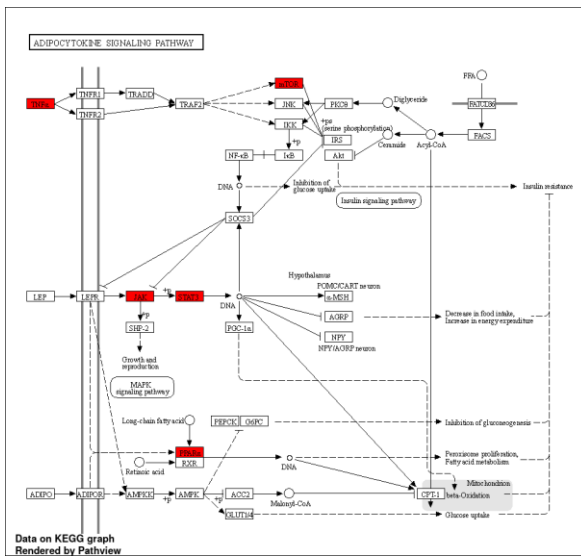 ADIPOCYTOKINE SIGNALING PATHWAY
TNFα
TNFR1
TRADD
TNFR2
TRAF2
mTOR
JNK
IKK
PKCθ
Diglyceride
FFA
FAT/CD36
FACS
+ps
(serine phosphorylation)
IRS
+p
NF-κB
IκB
Akt
Ceramide
Acyl-CoA
DNA
Inhibition of
glucose uptake
Insulin resistance
Insulin signaling pathway
SOCS3
Hypothalamus
POMC/CART neuron
LEP
LEPR
JAK
+p
STAT3
α-MSH
DNA
+p
AGRP
Decrease in food intake,
Increase in energy expenditure
SHP-2
PGC-1α
NPY
NPY/AGRP neuron
Growth and
reproduction
MAPK
signaling pathway
Long-chain fatty acid
PEPCK
G6PC
Inhibition of gluconeogenesis
PPARα
RXR
Retinoic acid
DNA
Peroxisome proliferation,
Fatty acid metabolism
Mitochondrion
ADIPO
ADIPOR
AMPKK
+p
AMPK
+p
ACC2
Malonyl-CoA
CPT-1
beta-Oxidation
GLUT1/4
Glucose uptake
Data on KEGG graph
Rendered by Pathview